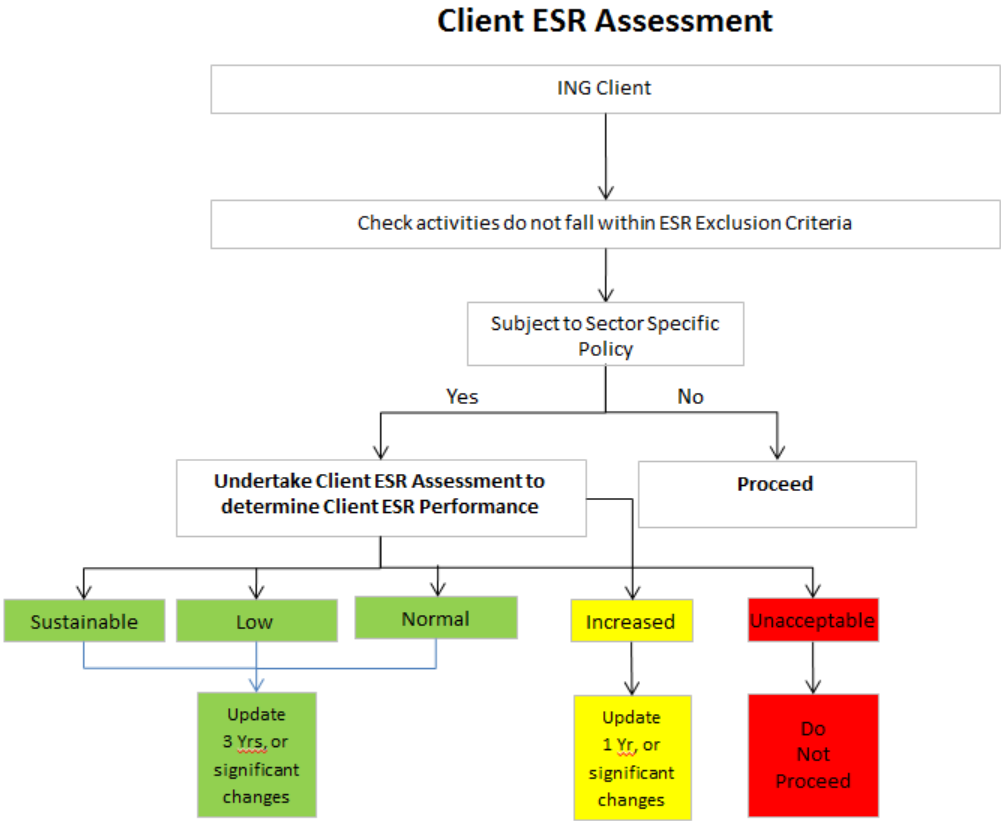 Client ESR Assessment
ING Client
Check activities do not fall within ESR Exclusion Criteria
Subject to Sector Specific
Policy
Yes
No
Undertake Client ESR Assessment to
determine Client ESR Performance
Proceed
Sustainable
Low
Normal
Increased
Unacceptable
Update
3 Yrs, or
significant
changes
Update
1 Yr, or
significant
changes
Do
Not
Proceed